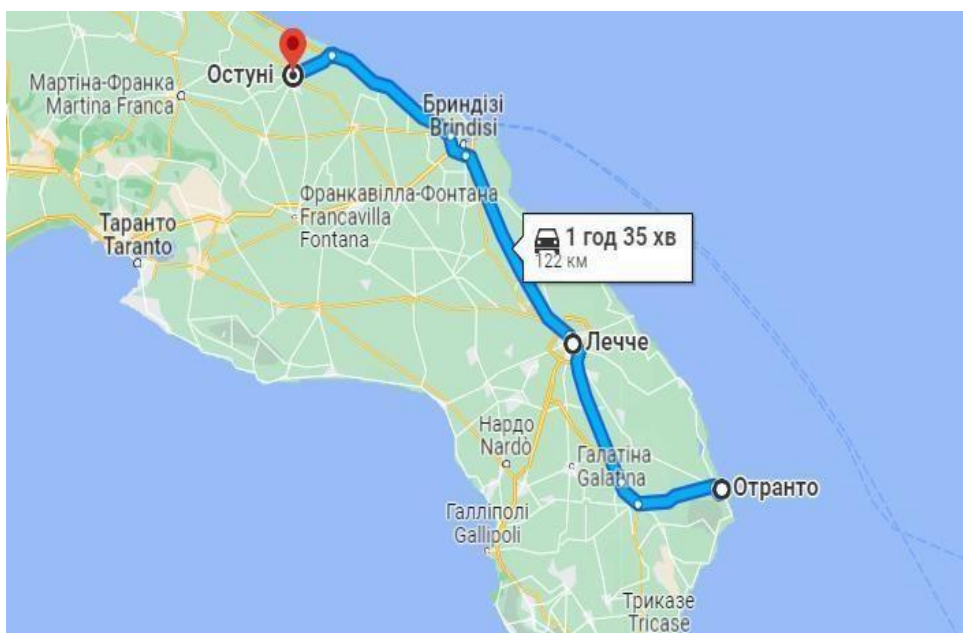 Остуні
Мартіна-Франка
Martina Franca
Бриндізі
Brindisi
Франкавілла-Фонтана
Francavilla
Fontana
Таранто
Taranto
1 год 35 хв
122 км
Лечче
Нардо
Nardò
Галатіна
Galatina
Отранто
Галліполі
Gallipoli
Триказе
Tricase